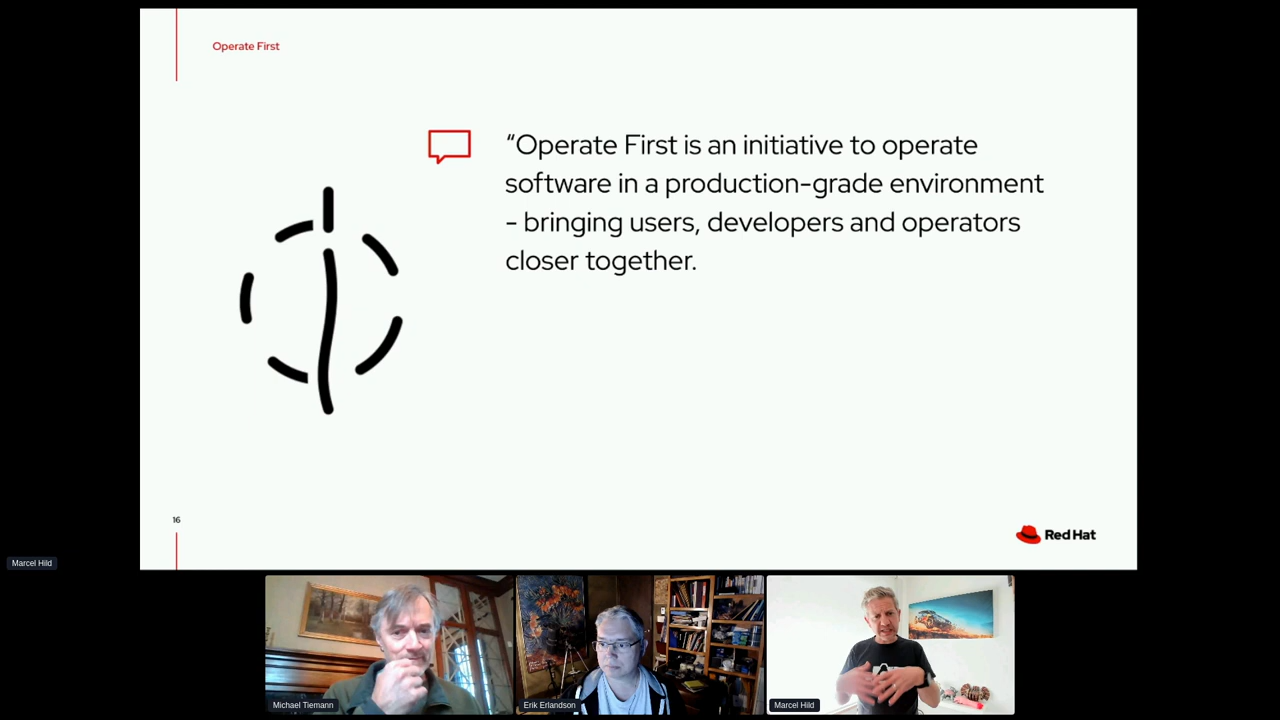 Operate First
“Operate First is an initiative to operate
software in a production-grade environment
- bringing users, developers and operators
closer together.
16
Red Hat
Marcel Hild
Michael Tiemann
Erik Erlandson
Marcel Hild